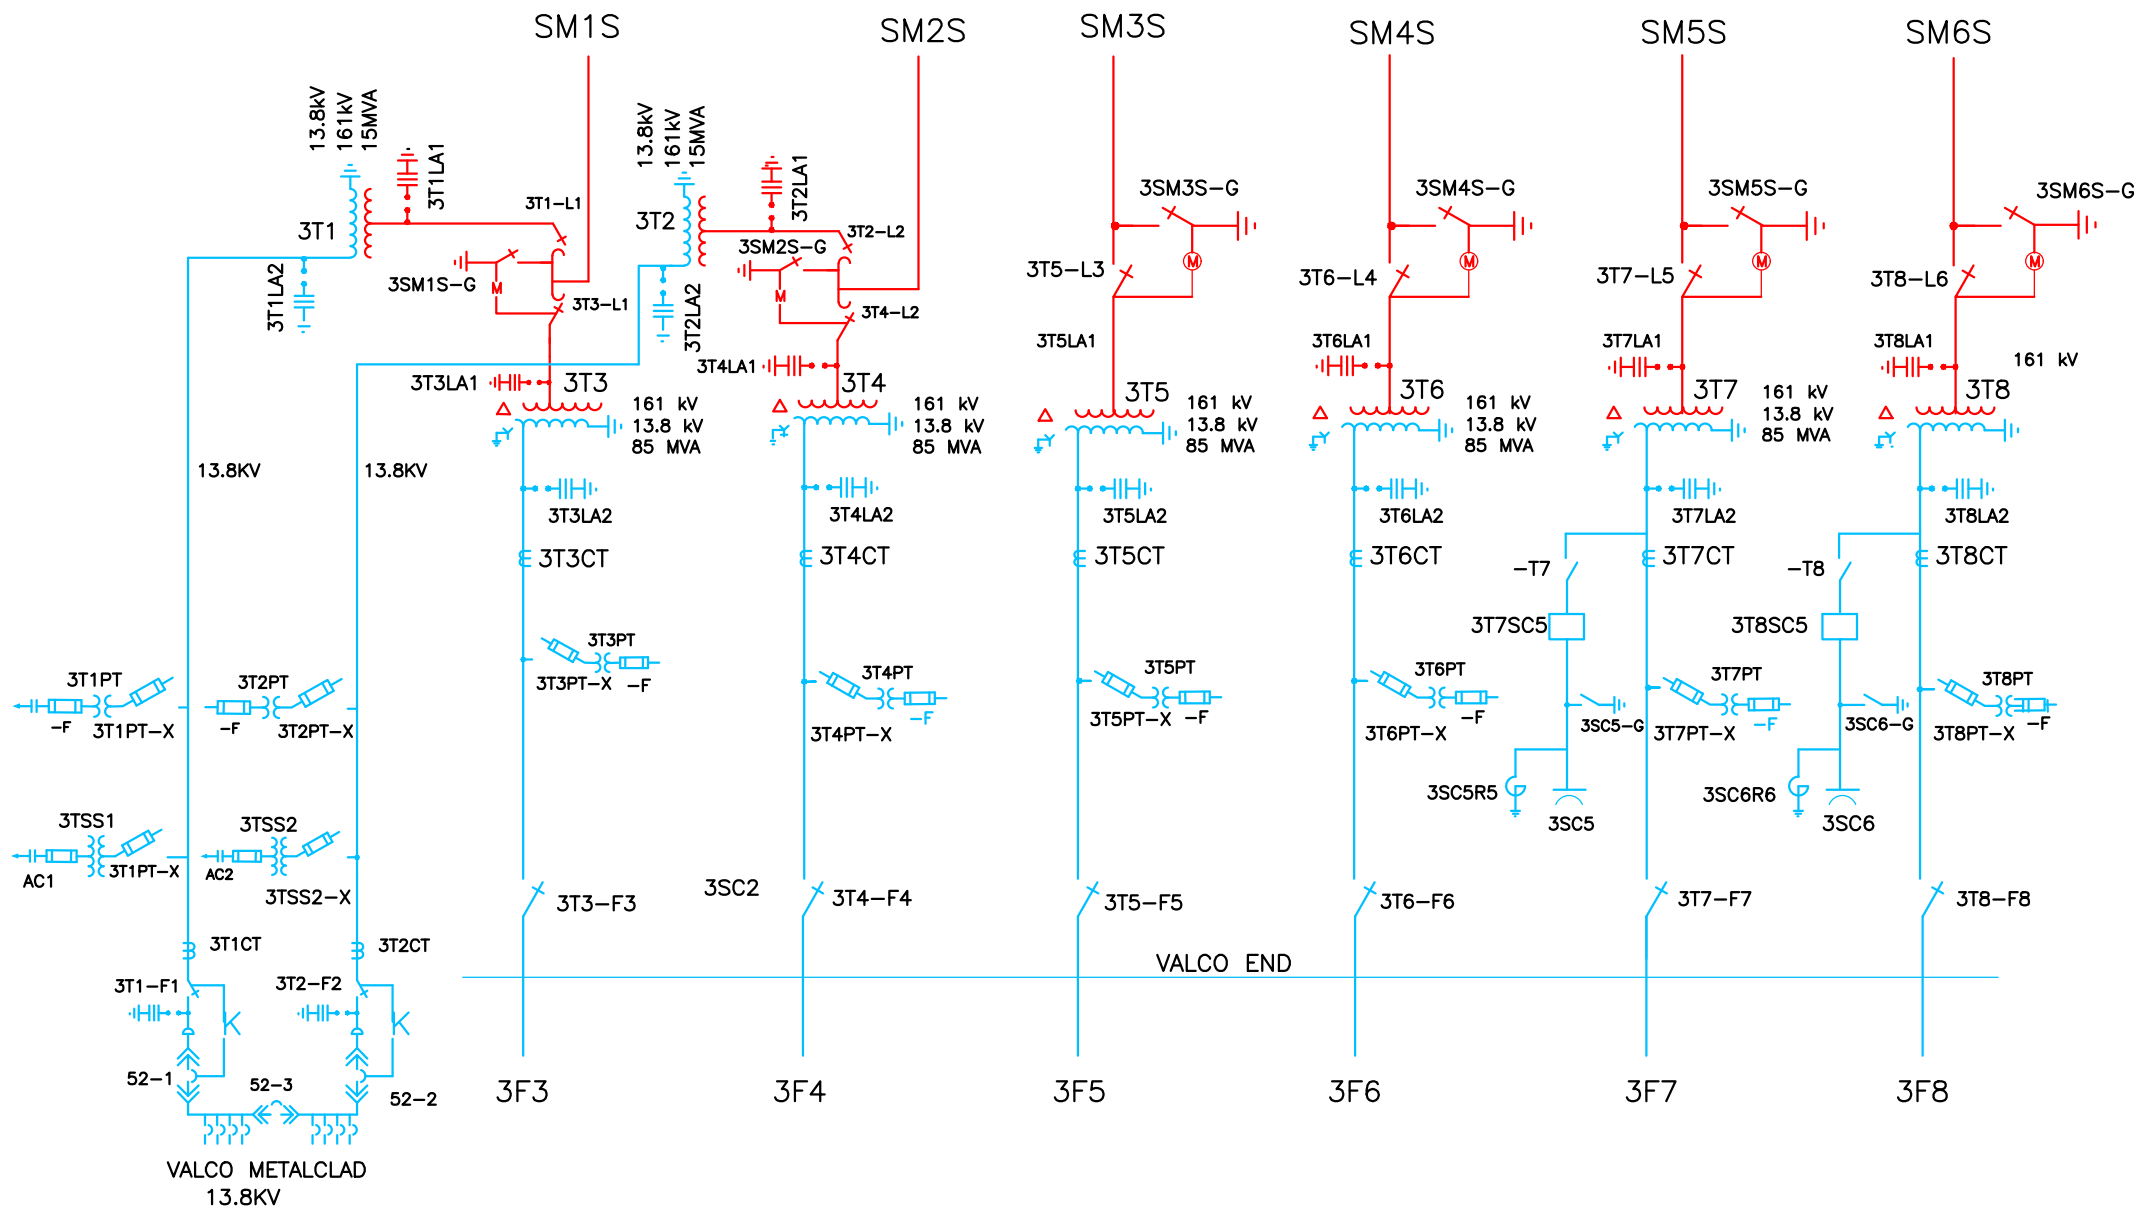 SM1S
SM2S
SM3S
SM4S
SM5S
SM6S
13.8kV
161kV
15MVA
3T1LA1
3T1
3T1LA2
3T1-L1
3SM1S-G
M
3T3-L1
13.8kV
161kV
15MVA
3T2LA1
3T2
3T2LA2
3T2-L2
3SM2S-G
M
3T4-L2
3SM3S-G
M
3T5-L3
3SM4S-G
M
3T6-L4
3SM5S-G
M
3T7-L5
3SM6S-G
M
3T8-L6
3T3LA1
3T3
161 kV
13.8 kV
85 MVA
3T4LA1
3T4
161 kV
13.8 kV
85 MVA
3T5LA1
3T5
161 kV
13.8 kV
85 MVA
3T6LA1
3T6
161 kV
13.8 kV
85 MVA
3T7LA1
3T7
161 kV
13.8 kV
85 MVA
3T8LA1
3T8
161 kV
13.8KV
13.8KV
3T3LA2
3T4LA2
3T5LA2
3T6LA2
3T7LA2
3T8LA2
3T3CT
3T4CT
3T5CT
3T6CT
3T7CT
3T8CT
-T7
-T8
3T7SC5
3T8SC5
3T1PT
-F
3T1PT-X
3T2PT
-F
3T2PT-X
3T3PT
3T3PT-X
-F
3T4PT
-F
3T4PT-X
3T5PT
3T5PT-X
-F
3T6PT
-F
3T6PT-X
3SC5-G
3T7PT
-F
3T7PT-X
3SC6-G
3T8PT
-F
3T8PT-X
3SC5R5
3SC5
3SC6R6
3SC6
3TSS1
AC1
3T1PT-X
3TSS2
AC2
3TSS2-X
3T3-F3
3SC2
3T4-F4
3T5-F5
3T6-F6
3T7-F7
3T8-F8
3T1CT
3T2CT
VALCO END
3T1-F1
3T2-F2
52-1
52-3
52-2
3F3
3F4
3F5
3F6
3F7
3F8
VALCO METALCLAD
13.8KV